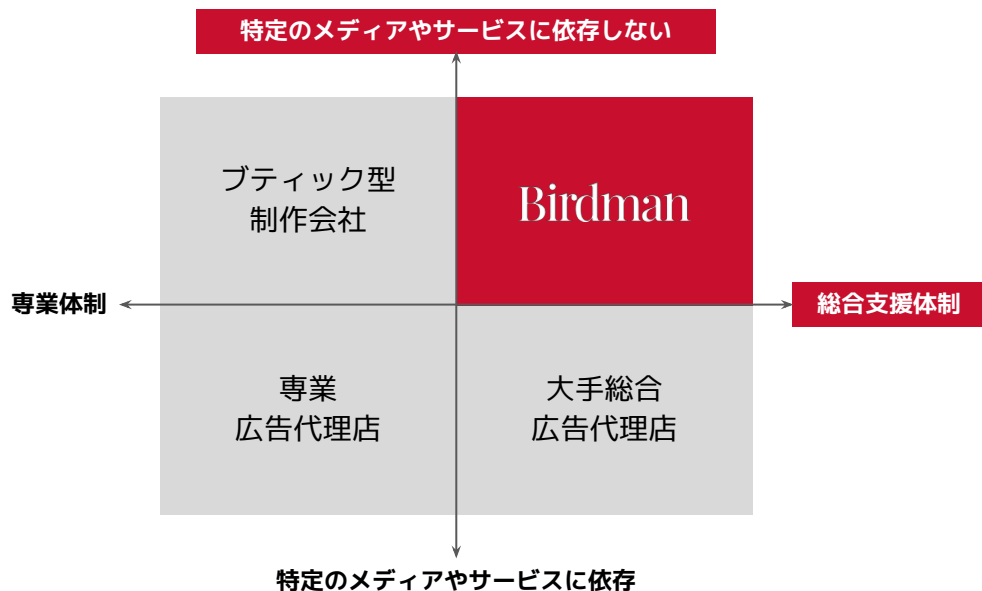 特定のメディアやサービスに依存しない
ブティック型
制作会社
Birdman
専業体制
総合支援体制
専業
広告代理店
大手総合
広告代理店
特定のメディアやサービスに依存